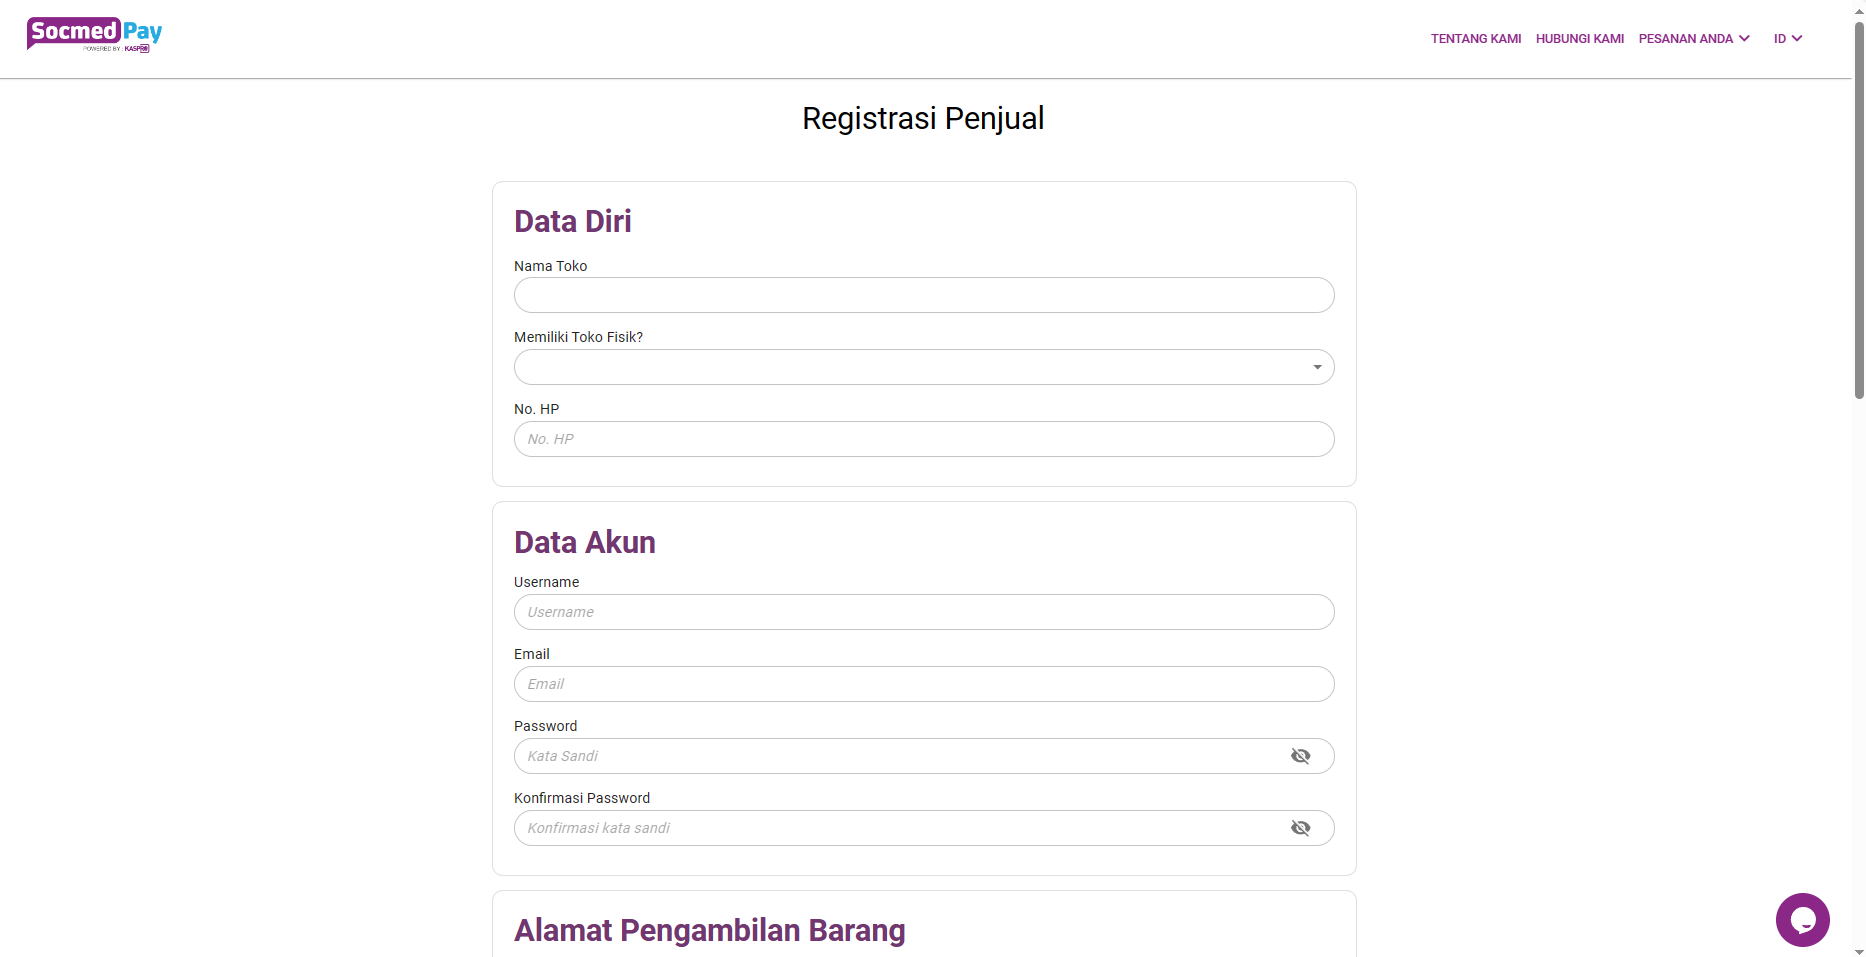 Socmed Pay
POWERED BY : KASPRO
TENTANG KAMI HUBUNGI KAMI PESANAN ANDA ID
Registrasi Penjual
Data Diri
Nama Toko
Memiliki Toko Fisik?
No. HP
No. HP
Data Akun
Username
Username
Email
Email
Password
Kata Sandi
Konfirmasi Password
Konfirmasi kata sandi
Alamat Pengambilan Barang